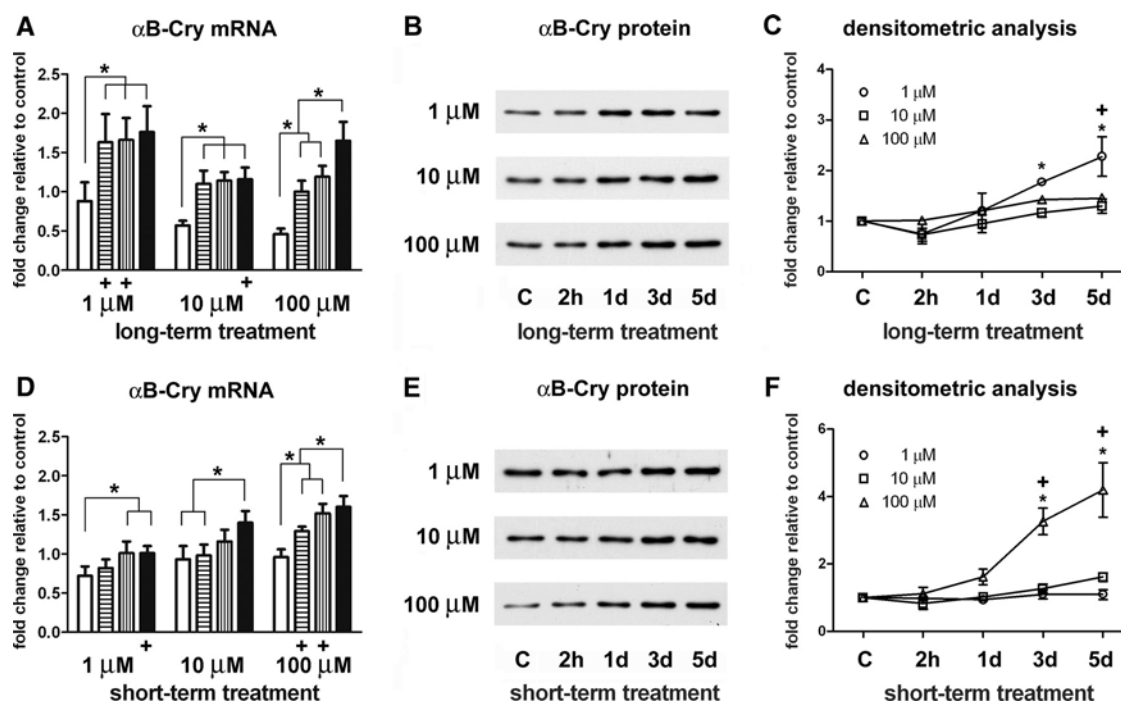 A αB-Cry mRNA
fold change relative to control
2.5
2.0
1.5
1.0
0.5
0.0
* * * *
+ + +
1 μM 10 μM 100 μM
long-term treatment
B αB-Cry protein
1 μM
10 μM
100 μM
C 2h 1d 3d 5d
long-term treatment
C densitometric analysis
fold change relative to control
4
3
2
1
0
1 μM
10 μM
100 μM
+
* *
C 2h 1d 3d 5d
long-term treatment
D αB-Cry mRNA
fold change relative to control
2.5
2.0
1.5
1.0
0.5
0.0
* * * *
+ + +
1 μM 10 μM 100 μM
short-term treatment
E αB-Cry protein
1 μM
10 μM
100 μM
C 2h 1d 3d 5d
short-term treatment
F densitometric analysis
fold change relative to control
6
4
2
0
1 μM
10 μM
100 μM
+ +
* *
C 2h 1d 3d 5d
short-term treatment